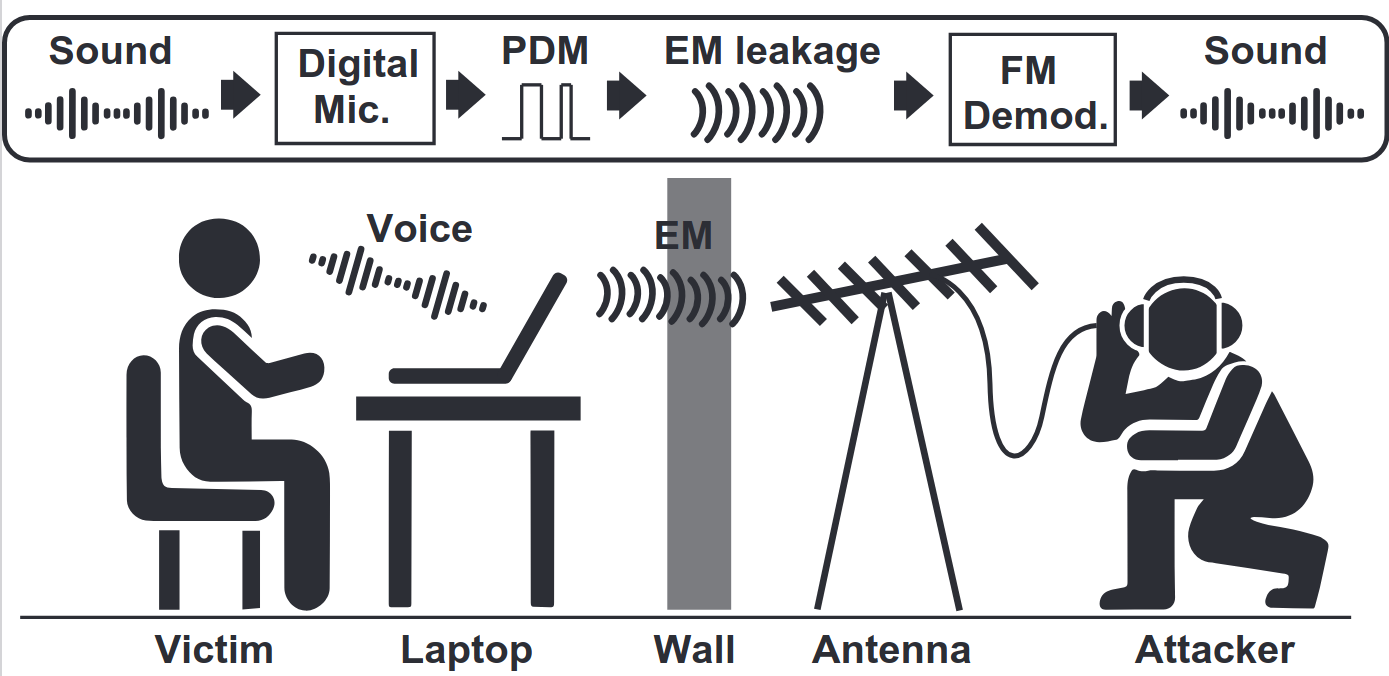 Sound
Digital
Mic.
PDM
EM leakage
FM
Demod.
Sound
Voice
EM
Victim
Laptop
Wall
Antenna
Attacker